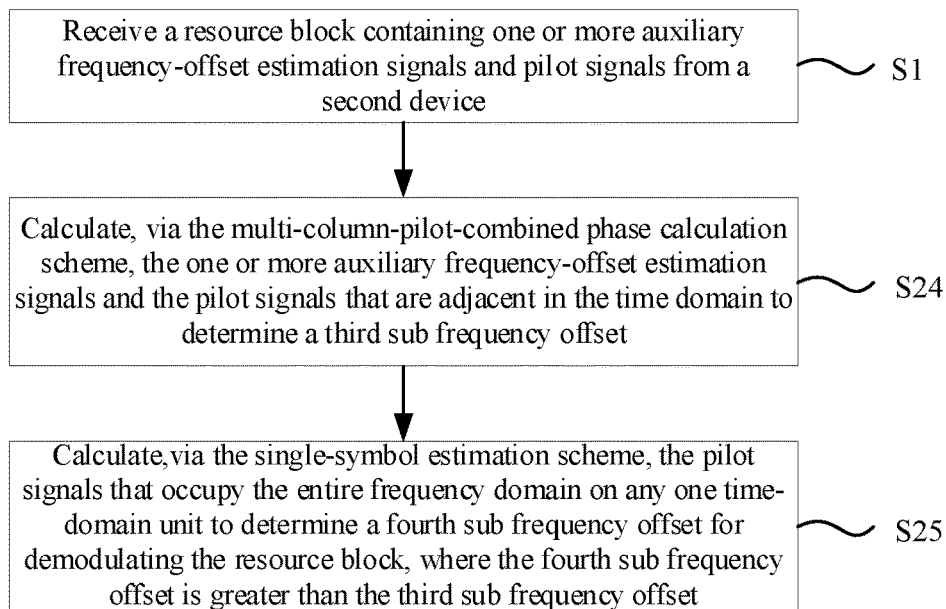 Receive a resource block containing one or more auxiliary
frequency-offset estimation signals and pilot signals from a
second device
S1
Calculate, via the multi-column-pilot-combined phase calculation
scheme, the one or more auxiliary frequency-offset estimation
signals and the pilot signals that are adjacent in the time domain to
determine a third sub frequency offset
S24
Calculate,via the single-symbol estimation scheme, the pilot
signals that occupy the entire frequency domain on any one time-
domain unit to determine a fourth sub frequency offset for
demodulating the resource block, where the fourth sub frequency
offset is greater than the third sub frequency offset
S25